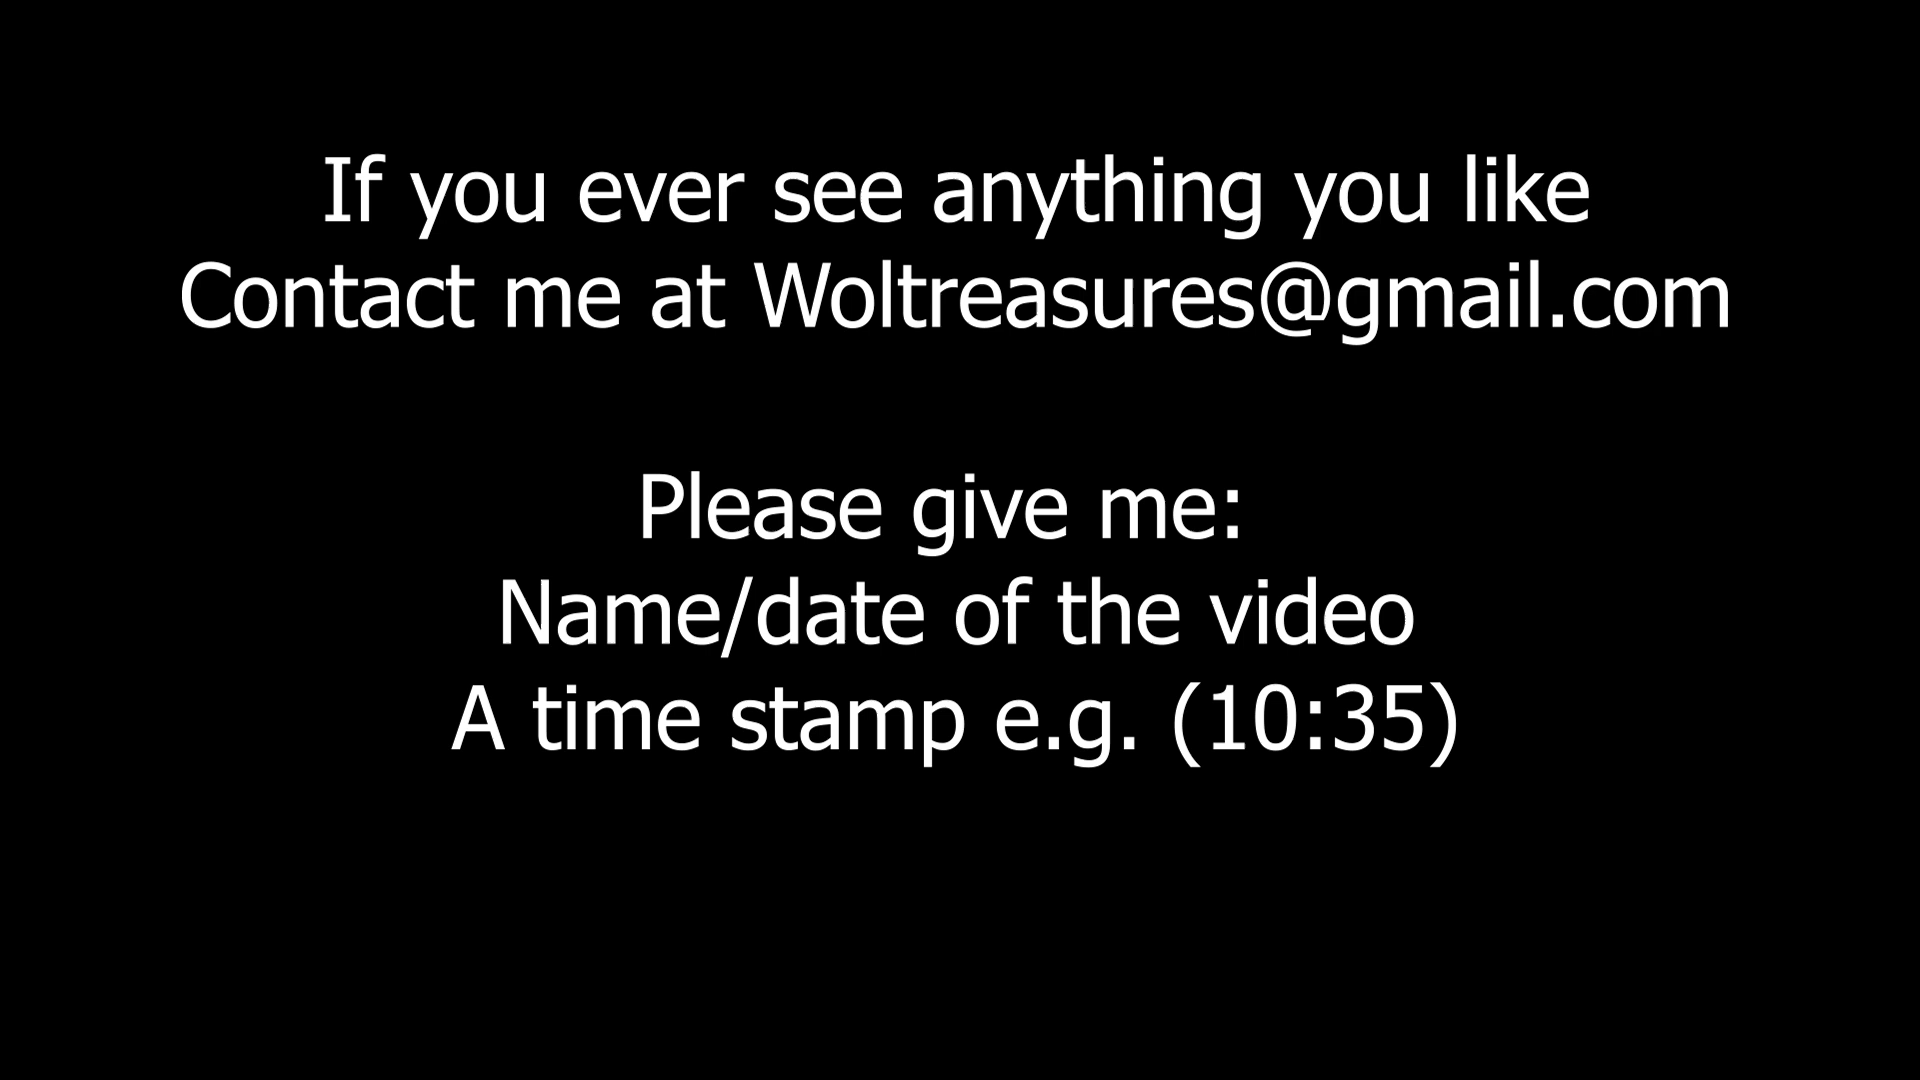 If you ever see anything you like
Contact me at Woltreasures@gmail.com
Please give me:
Name/date of the video
A time stamp e.g. (10:35)